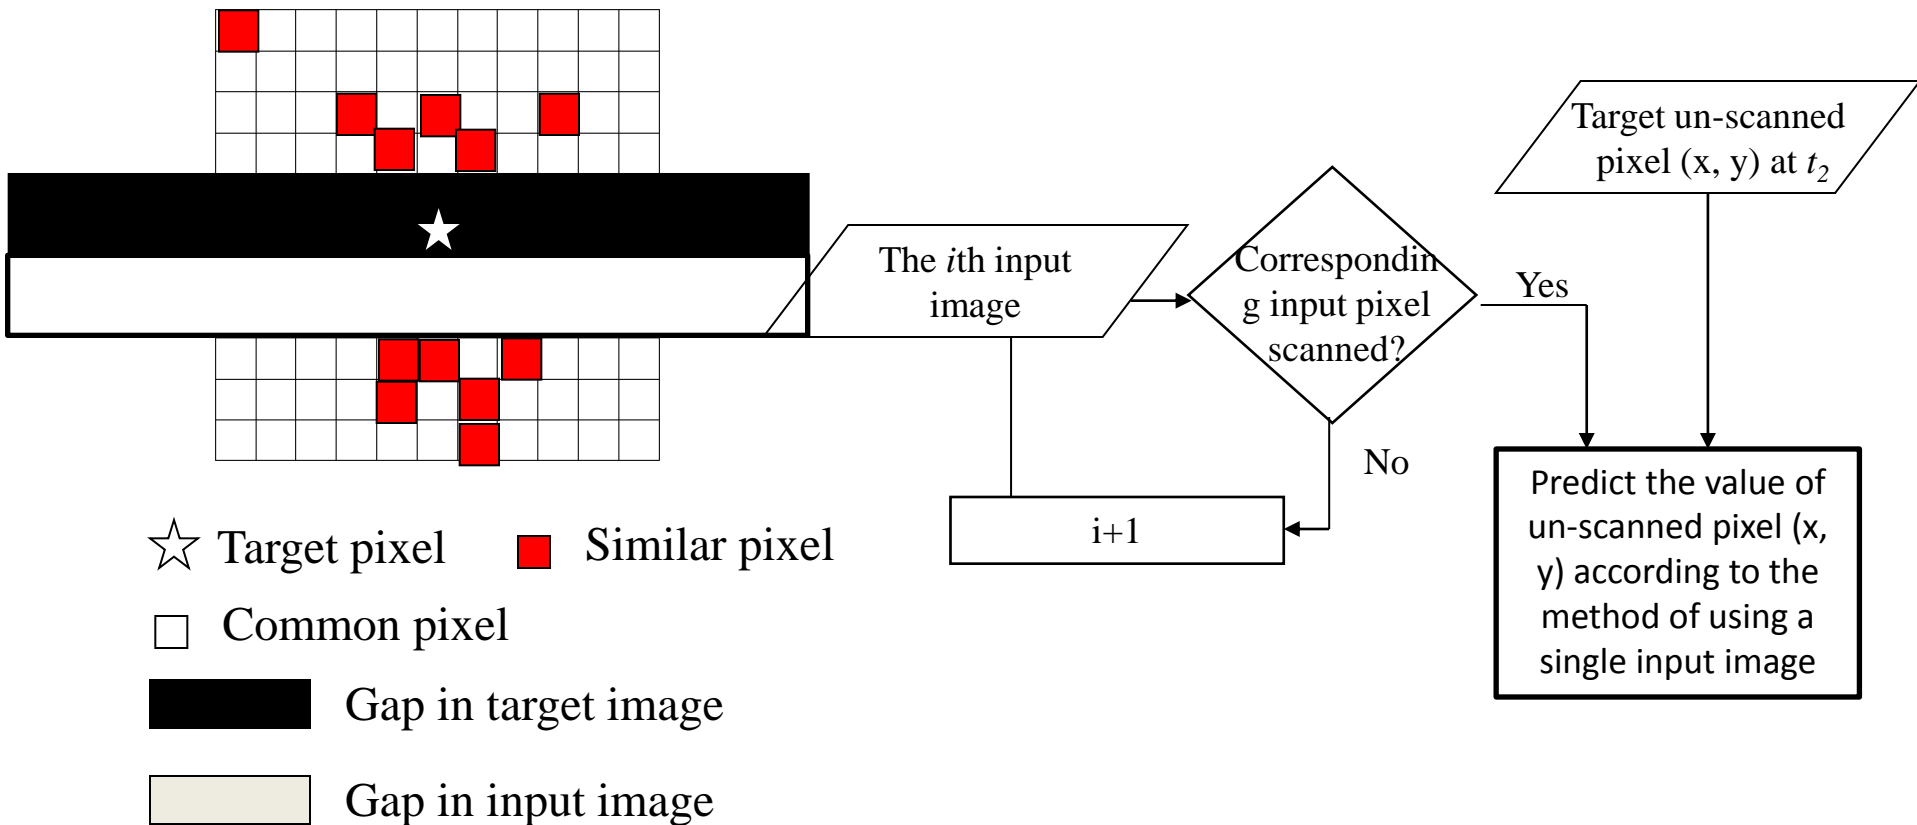 Target un-scanned
pixel (x, y) at t2
The ith input
image
Correspondin
g input pixel
scanned?
Yes
No
i+1
Predict the value of
un-scanned pixel (x,
y) according to the
method of using a
single input image
Target pixel
Similar pixel
Common pixel
Gap in target image
Gap in input image